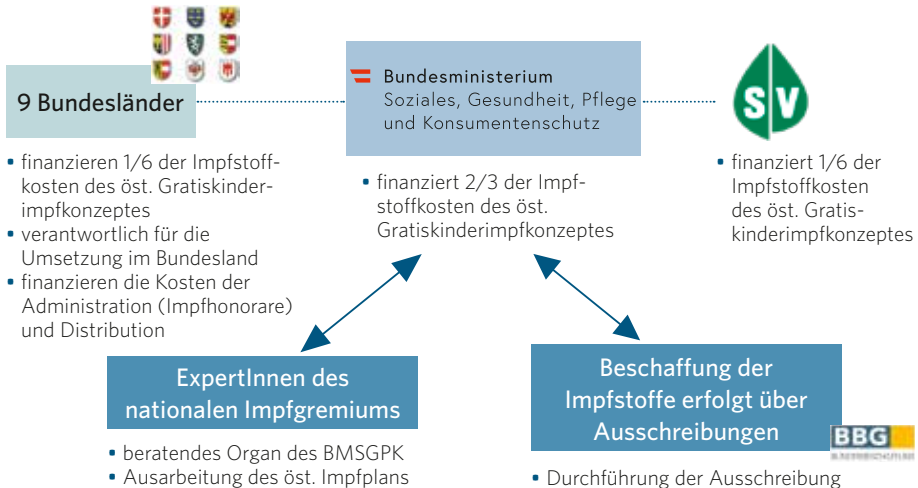 9 Bundesländer
• finanzieren 1/6 der Impfstoff-
kosten des öst. Gratiskinder-
impfkonzeptes
• verantwortlich für die
Umsetzung im Bundesland
• finanzieren die Kosten der
Administration (Impfhonorare)
und Distribution
Bundesministerium
Soziales, Gesundheit, Pflege
und Konsumentenschutz
• finanziert 2/3 der Impf-
stoffkosten des öst.
Gratiskinderimpfkonzeptes
SV
• finanziert 1/6 der
Impfstoffkosten
des öst. Gratis-
kinderimpfkonzeptes
ExpertInnen des
nationalen Impfgremiums
• beratendes Organ des BMSGPK
• Ausarbeitung des öst. Impfplans
Beschaffung der
Impfstoffe erfolgt über
Ausschreibungen
BBG
• Durchführung der Ausschreibung